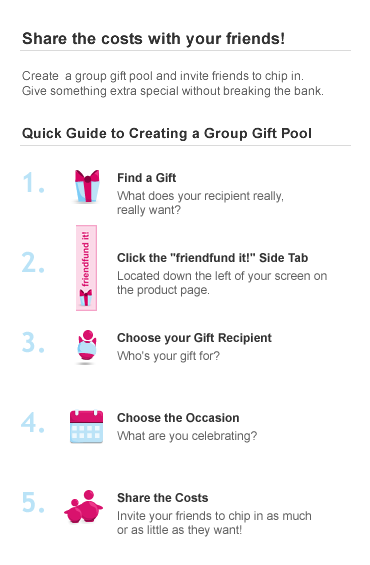 Share the costs with your friends!
Create a group gift pool and invite friends to chip in.
Give something extra special without breaking the bank.
Quick Guide to Creating a Group Gift Pool
1.
Find a Gift
What does your recipient really,
really want?
2.
friendfund it!
Click the "friendfund it!" Side Tab
Located down the left of your screen on
the product page.
3.
Choose your Gift Recipient
Who's your gift for?
4.
Choose the Occasion
What are you celebrating?
5.
Share the Costs
Invite your friends to chip in as much
or as little as they want!